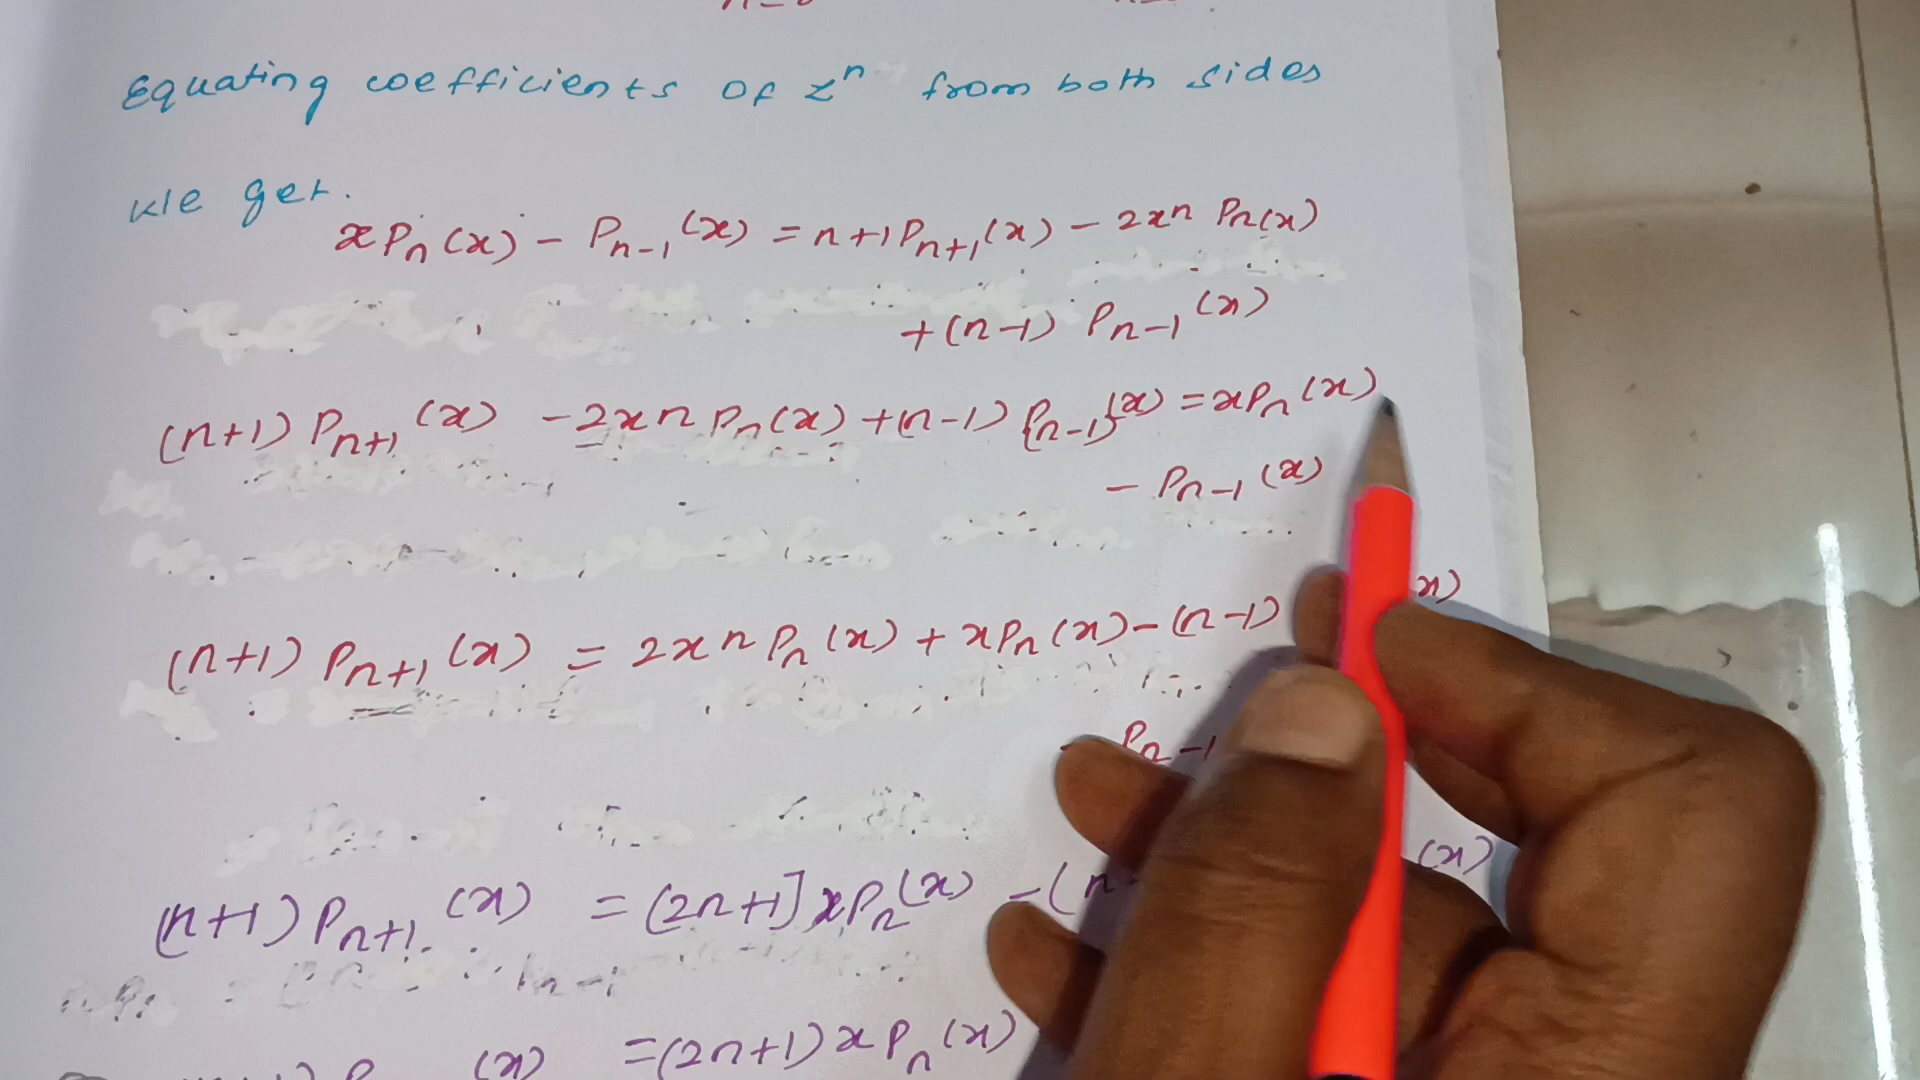 Equating coefficients of zⁿ from both sides
We get.
xPₙ(x) - Pₙ₋₁(x) = n+1Pₙ₊₁(x) - 2xn Pₙ(x)
+(n-1) Pₙ₋₁(x)
(n+1) Pₙ₊₁(x) - 2xn Pₙ(x) + (n-1) Pₙ₋₁(x) = xPₙ(x)
- Pₙ₋₁(x)
(n+1) Pₙ₊₁(x) = 2xn Pₙ(x) + xPₙ(x) - (n-1) x)
Pₙ₋₁
(n+1) Pₙ₊₁(x) = (2n+1] xPₙ(x) - (n (x)
(x) = (2n+1) x Pₙ(x)